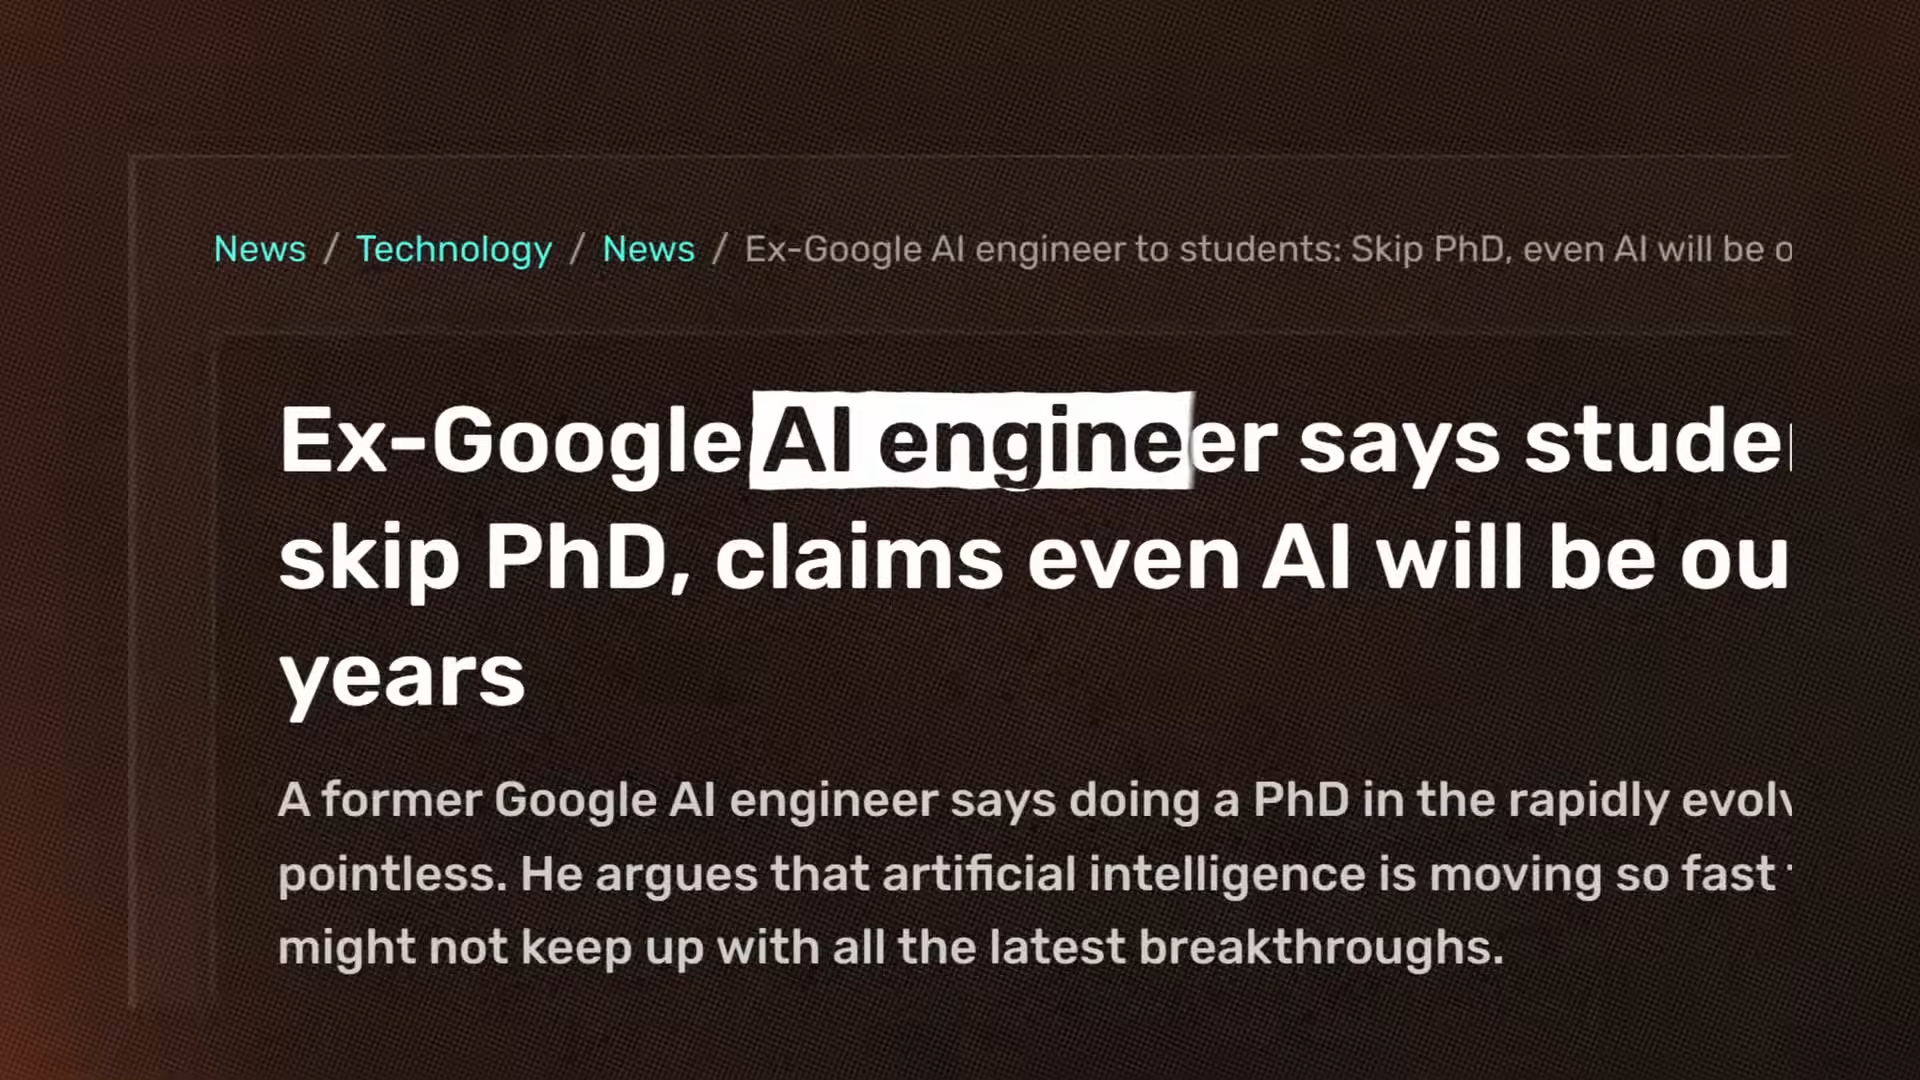 News / Technology / News / Ex-Google AI engineer to students: Skip PhD, even AI will be
Ex-Google AI engineer says
skip PhD, claims even AI will be
years
A former Google AI engineer says doing a PhD in the rapidly
pointless. He argues that artificial intelligence is moving so fast
might not keep up with all the latest breakthroughs.